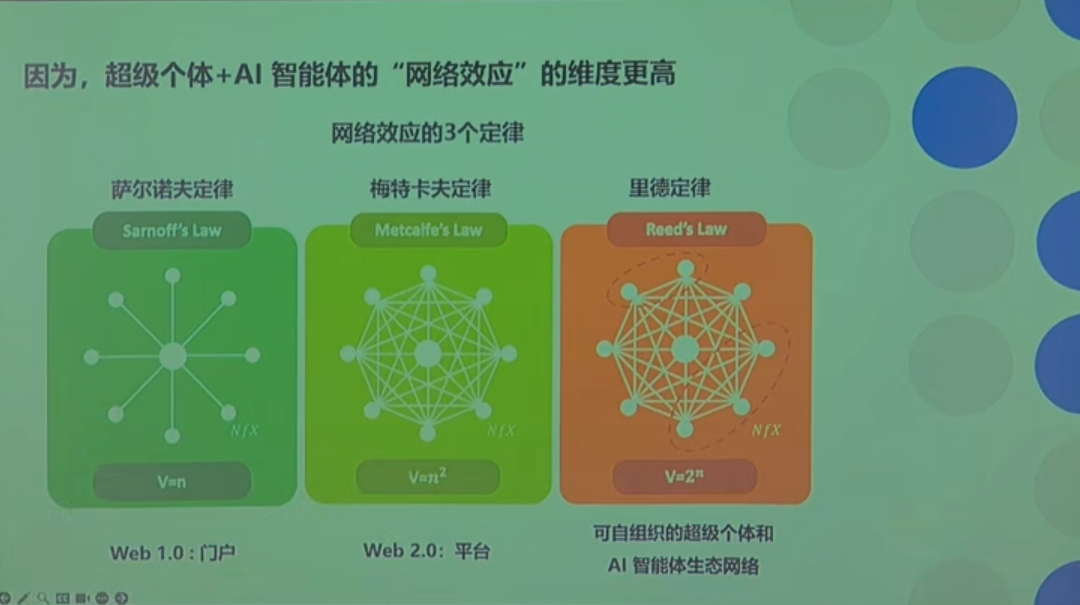 因为，超级个体+AI 智能体的“网络效应”的维度更高
网络效应的3个定律
萨尔诺夫定律
梅特卡夫定律
里德定律
Sarnoff's Law
Metcalfe's Law
Reed's Law
NfX
NfX
NfX
V=n
V=n²
V=2ⁿ
Web 1.0 : 门户
Web 2.0: 平台
可自组织的超级个体和
AI 智能体生态网络